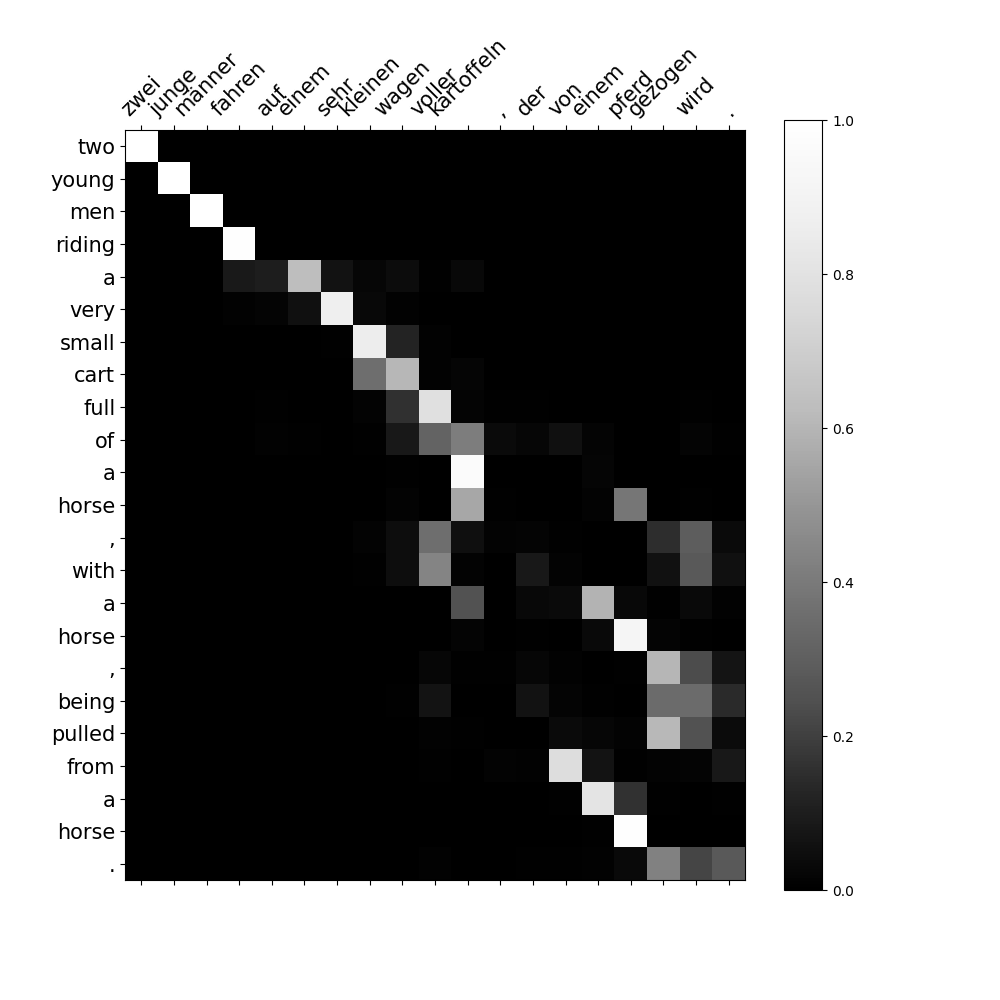 zwei junge männer fahren auf einem sehr kleinen wagen voller kartoffeln , der von einem pferd gezogen wird .
two
young
men
riding
a
very
small
cart
full
of
a
horse
,
with
a
horse
,
being
pulled
from
a
horse
.
1.0
0.8
0.6
0.4
0.2
0.0